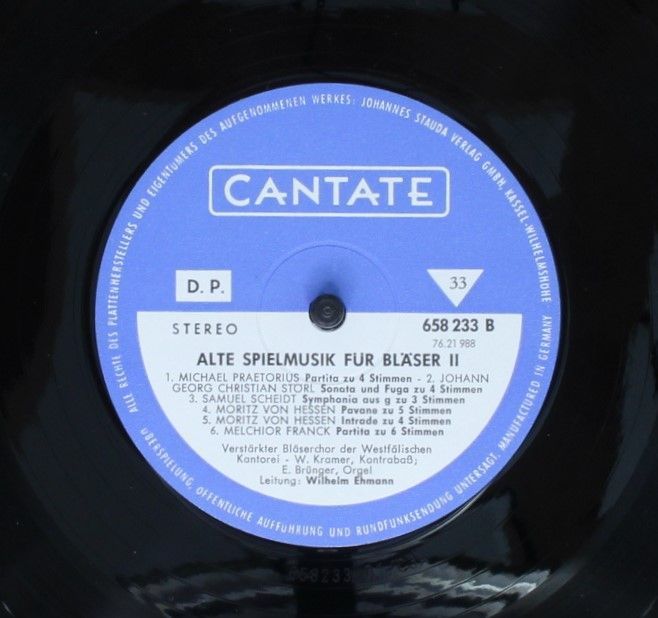 ALLE RECHTE DES PLATTENHERSTELLERS UND EIGENTÜMERS DES AUFGENOMMENEN WERKES: JOHANNES STAUDA VERLAG GMBH, KASSEL-WILHELMSHÖHE
CANTATE
D. P.
33
STEREO
658 233 B
76.21 988
ALTE SPIELMUSIK FÜR BLÄSER II
1. MICHAEL PRAETORIUS Partita zu 4 Stimmen - 2. JOHANN
GEORG CHRISTIAN STÖRL Sonata und Fuga zu 4 Stimmen
3. SAMUEL SCHEIDT Symphonia aus g zu 3 Stimmen
4. MORITZ VON HESSEN Pavane zu 5 Stimmen
5. MORITZ VON HESSEN Intrade zu 4 Stimmen
6. MELCHIOR FRANCK Partita zu 6 Stimmen
Verstärkter Bläserchor der Westfälischen
Kantorei - W. Kramer, Kontrabaß;
E. Brünger, Orgel
Leitung: Wilhelm Ehmann
ÜBERSPIELUNG, ÖFFENTLICHE AUFFÜHRUNG UND RUNDFUNKSENDUNG UNTERSAGT. MANUFACTURED IN GERMANY
658233